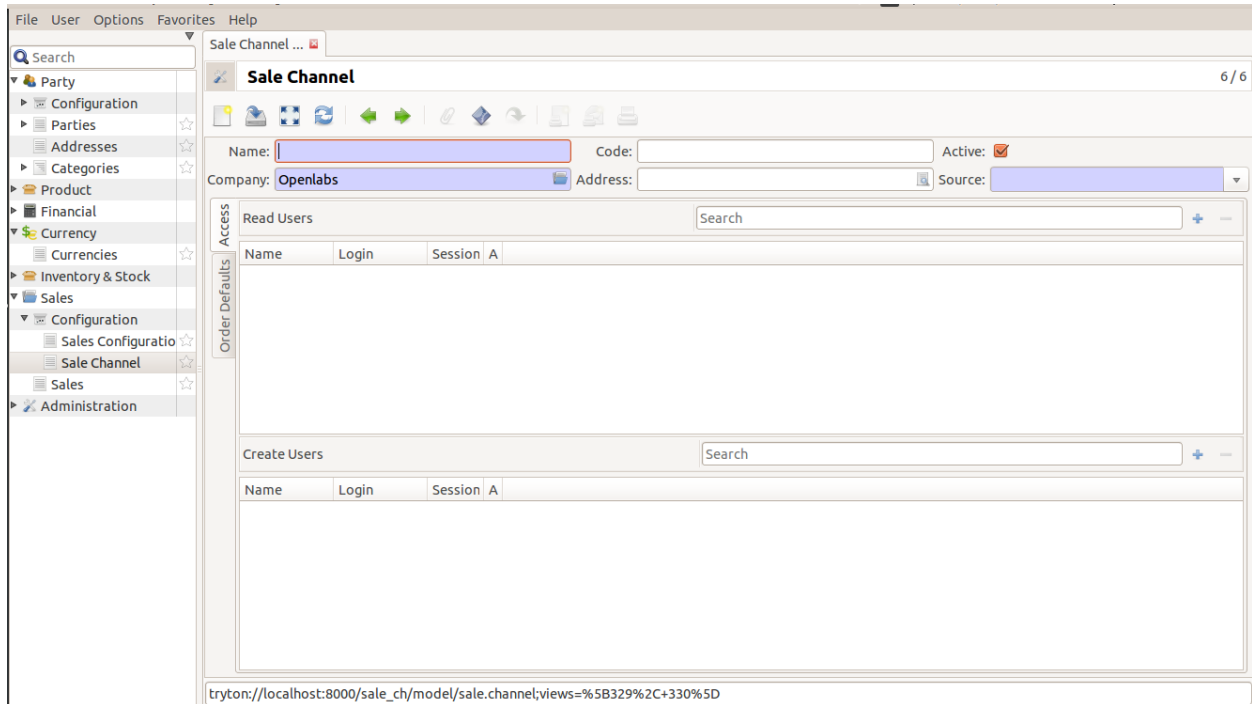 File User Options Favorites Help
Search
Party
Configuration
Parties
Addresses
Categories
Product
Financial
Currency
Currencies
Inventory & Stock
Sales
Configuration
Sales Configuratio
Sale Channel
Sales
Administration
Sale Channel ...
Sale Channel 6 / 6
Name: Code: Active:
Company: Openlabs Address: Source:
Access
Order Defaults
Read Users Search
Name Login Session A
Create Users Search
Name Login Session A
tryton://localhost:8000/sale_ch/model/sale.channel;views=%5B329%2C+330%5D